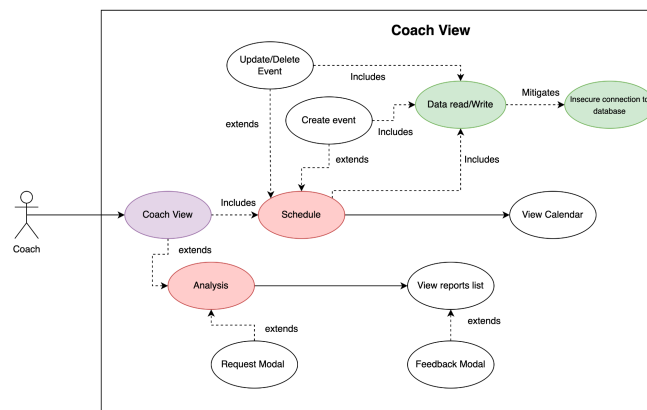 Coach View
Update/Delete
Event
Includes
Data read/Write
Mitigates
Insecure connection to
database
extends
Create event
Includes
extends
Includes
Coach View
Includes
Schedule
View Calendar
Coach
extends
Analysis
View reports list
extends
extends
Request Modal
Feedback Modal